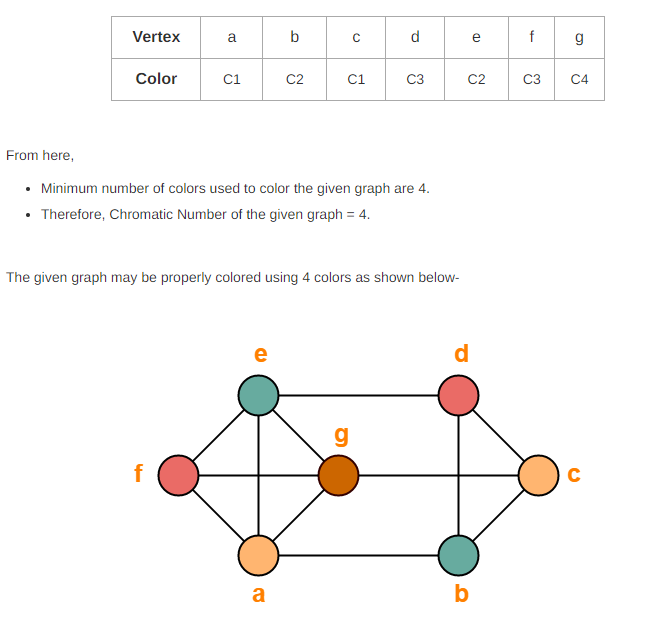 Vertex a b c d e f g
Color C1 C2 C1 C3 C2 C3 C4
From here,
• Minimum number of colors used to color the given graph are 4.
• Therefore, Chromatic Number of the given graph = 4.
The given graph may be properly colored using 4 colors as shown below-
e d
g
f c
a b